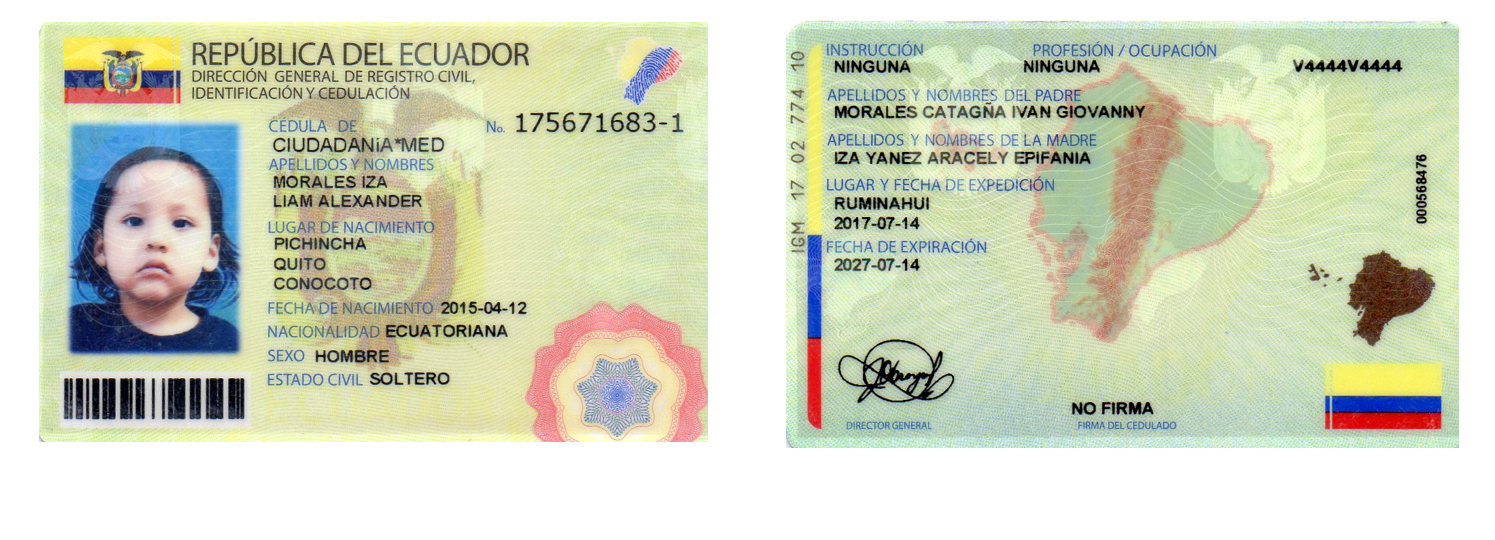 REPÚBLICA DEL ECUADOR
DIRECCIÓN GENERAL DE REGISTRO CIVIL,
IDENTIFICACIÓN Y CEDULACIÓN
CÉDULA DE No. 175671683-1
CIUDADANíA*MED
APELLIDOS Y NOMBRES
MORALES IZA
LIAM ALEXANDER
LUGAR DE NACIMIENTO
PICHINCHA
QUITO
CONOCOTO
FECHA DE NACIMIENTO 2015-04-12
NACIONALIDAD ECUATORIANA
SEXO HOMBRE
ESTADO CIVIL SOLTERO
INSTRUCCIÓN PROFESIÓN / OCUPACIÓN
NINGUNA NINGUNA V4444V4444
APELLIDOS Y NOMBRES DEL PADRE
MORALES CATAGÑA IVAN GIOVANNY
APELLIDOS Y NOMBRES DE LA MADRE
IZA YANEZ ARACELY EPIFANIA
LUGAR Y FECHA DE EXPEDICIÓN
RUMINAHUI
2017-07-14
FECHA DE EXPIRACIÓN
2027-07-14
IGM 17 02 774 10
000568476
NO FIRMA
DIRECTOR GENERAL FIRMA DEL CEDULADO